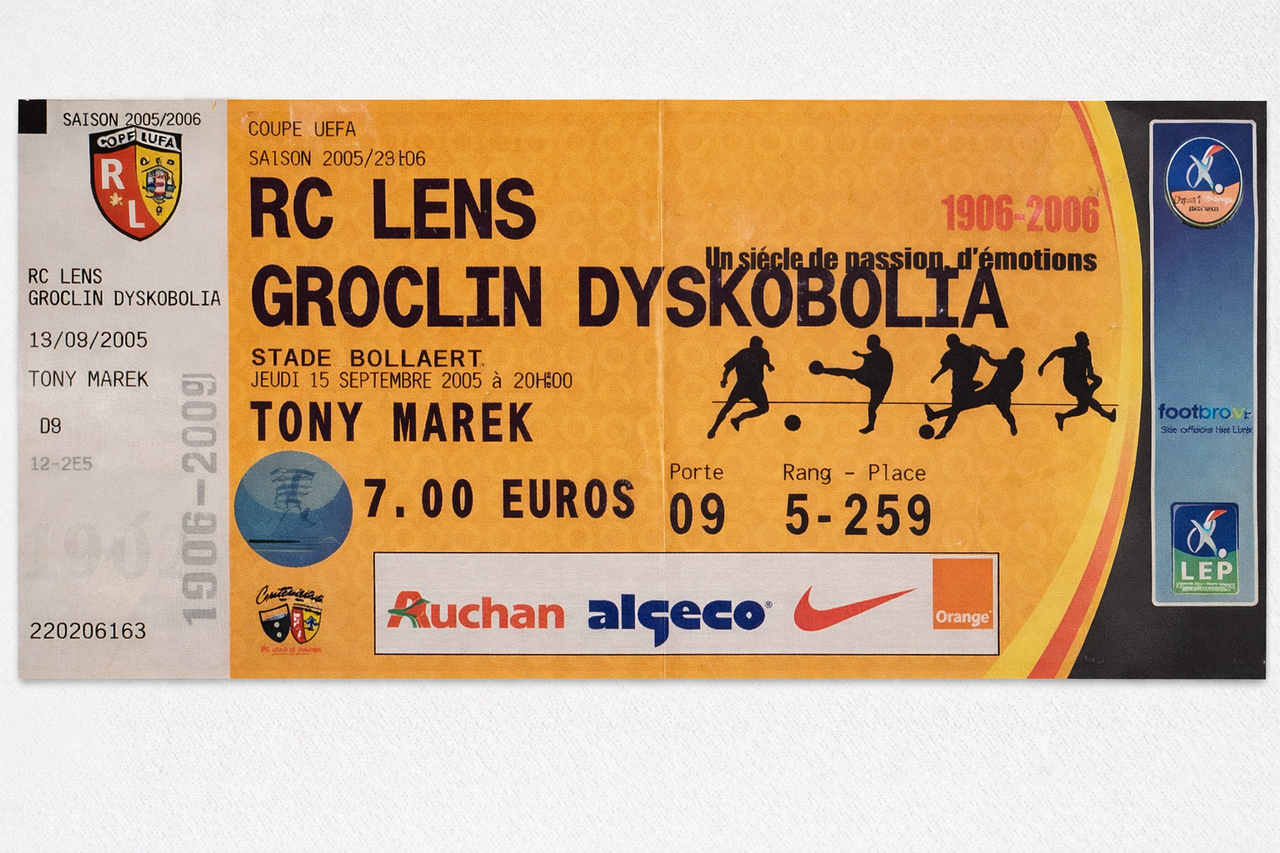 SAISON 2005/2006
COPE LUFA
R
L
RC LENS
GROCLIN DYSKOBOLIA
13/09/2005
TONY MAREK
D9
12-2E5
1906-2009
220206163
COUPE UEFA
SAISON 2005/
RC LENS
1906-2006
Un siécle de passion, d'émotions
GROCLIN DYSKOBOLIA
STADE BOLLAERT
JEUDI 15 SEPTEMBRE 2005 à 20H00
TONY MAREK
7.00 EUROS
Porte
09
Rang - Place
5-259
Auchan
algeco
Orange
footbro
LEP